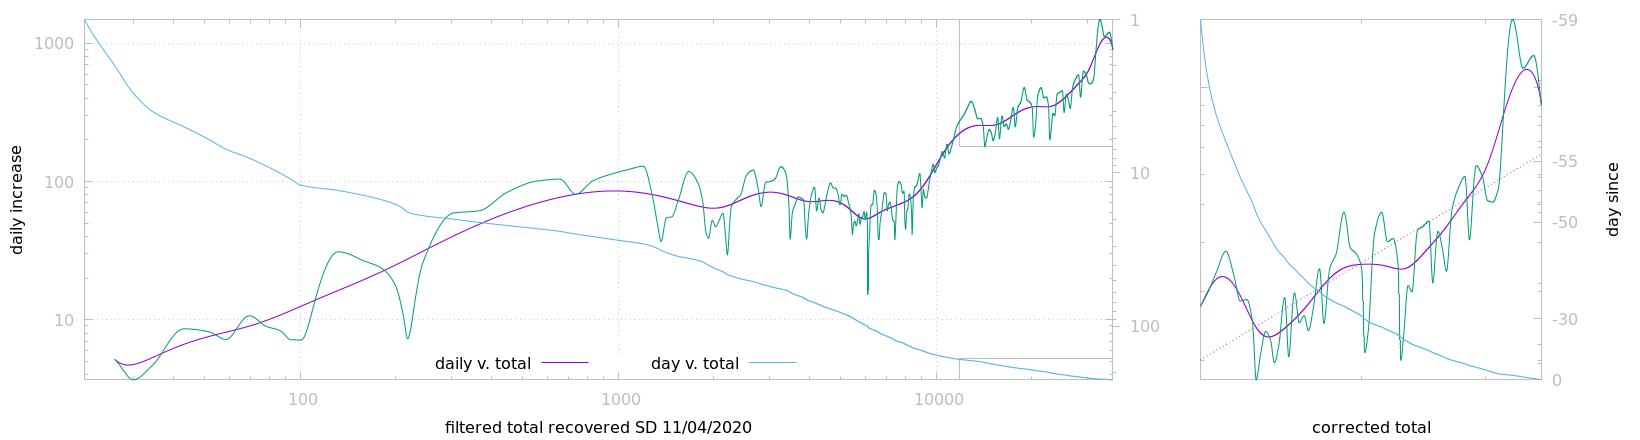 1000
100
10
daily increase
1
10
100
-59
-55
-50
-30
0
day since
daily v. total
day v. total
100
1000
10000
filtered total recovered SD 11/04/2020
corrected total